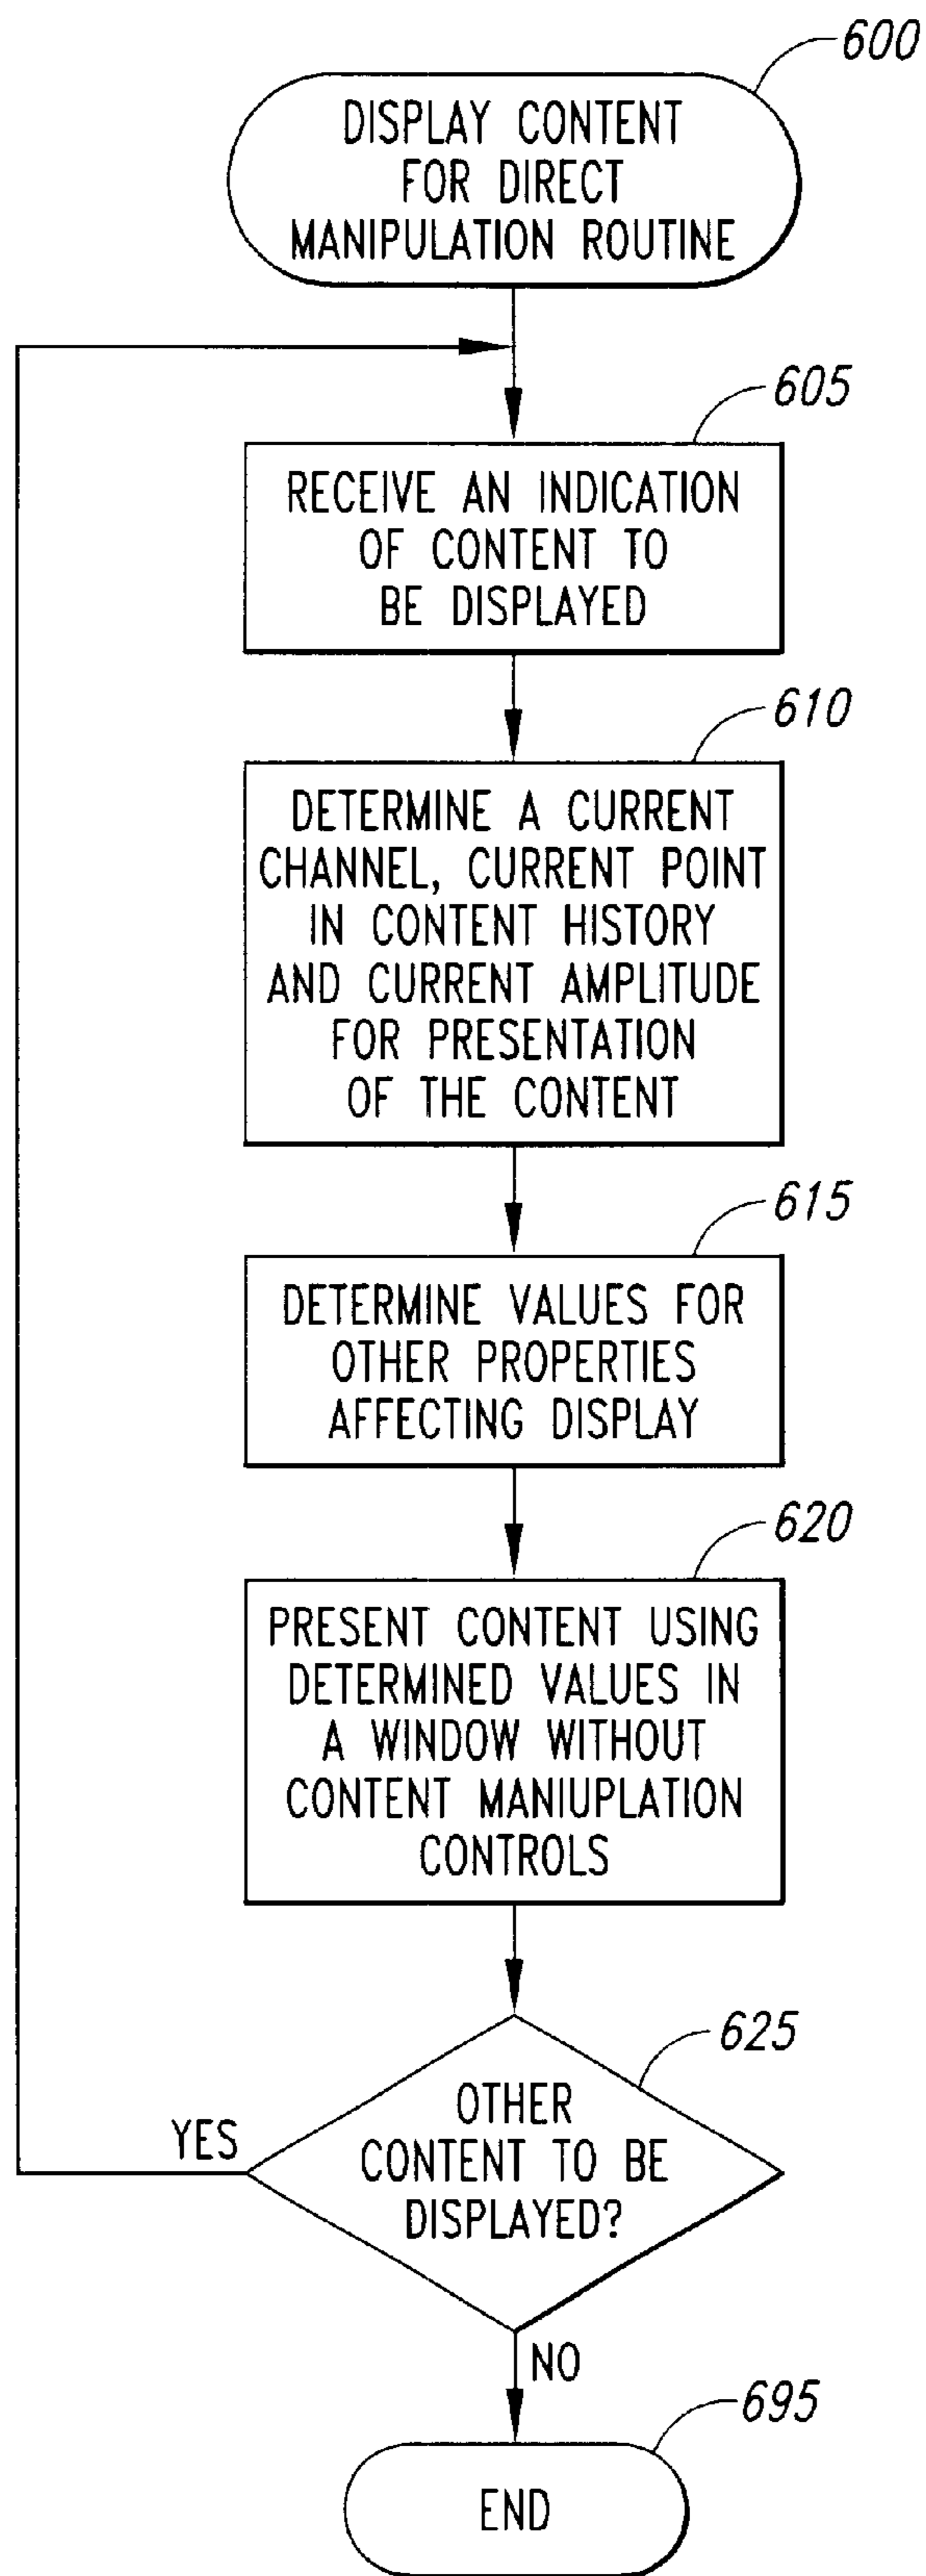 600
DISPLAY CONTENT
FOR DIRECT
MANIPULATION ROUTINE
605
RECEIVE AN INDICATION
OF CONTENT TO
BE DISPLAYED
610
DETERMINE A CURRENT
CHANNEL, CURRENT POINT
IN CONTENT HISTORY
AND CURRENT AMPLITUDE
FOR PRESENTATION
OF THE CONTENT
615
DETERMINE VALUES FOR
OTHER PROPERTIES
AFFECTING DISPLAY
620
PRESENT CONTENT USING
DETERMINED VALUES IN
A WINDOW WITHOUT
CONTENT MANIUPLATION
CONTROLS
625
OTHER
CONTENT TO BE
DISPLAYED?
YES
NO
695
END